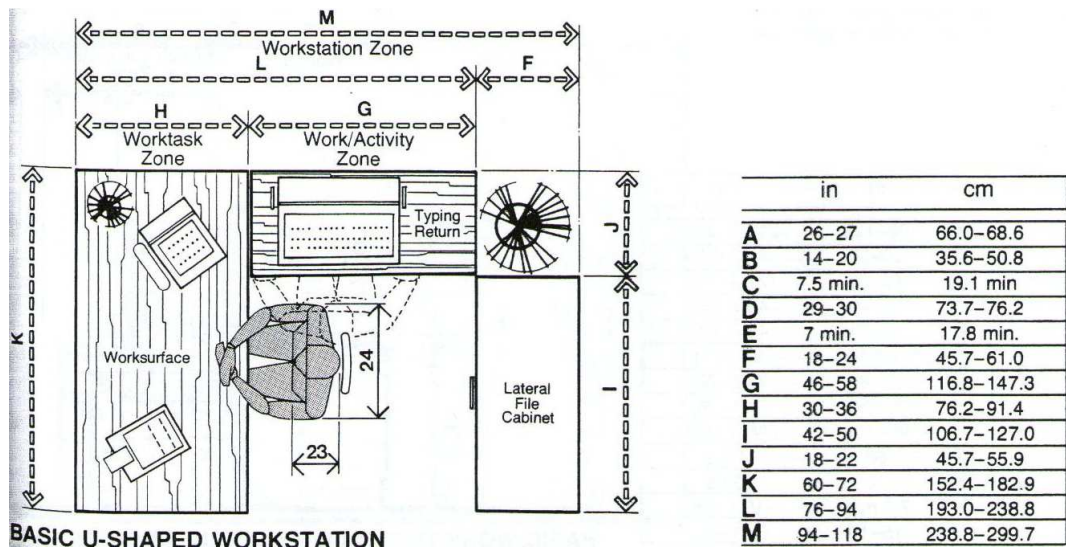 M
Workstation Zone
L
F
H
G
Worktask
Zone
Work/Activity
Zone
Typing
Return
J
K
Worksurface
24
23
Lateral
File
Cabinet
I
BASIC U-SHAPED WORKSTATION
in cm
A 26–27 66.0–68.6
B 14–20 35.6–50.8
C 7.5 min. 19.1 min
D 29–30 73.7–76.2
E 7 min. 17.8 min.
F 18–24 45.7–61.0
G 46–58 116.8–147.3
H 30–36 76.2–91.4
I 42–50 106.7–127.0
J 18–22 45.7–55.9
K 60–72 152.4–182.9
L 76–94 193.0–238.8
M 94–118 238.8–299.7